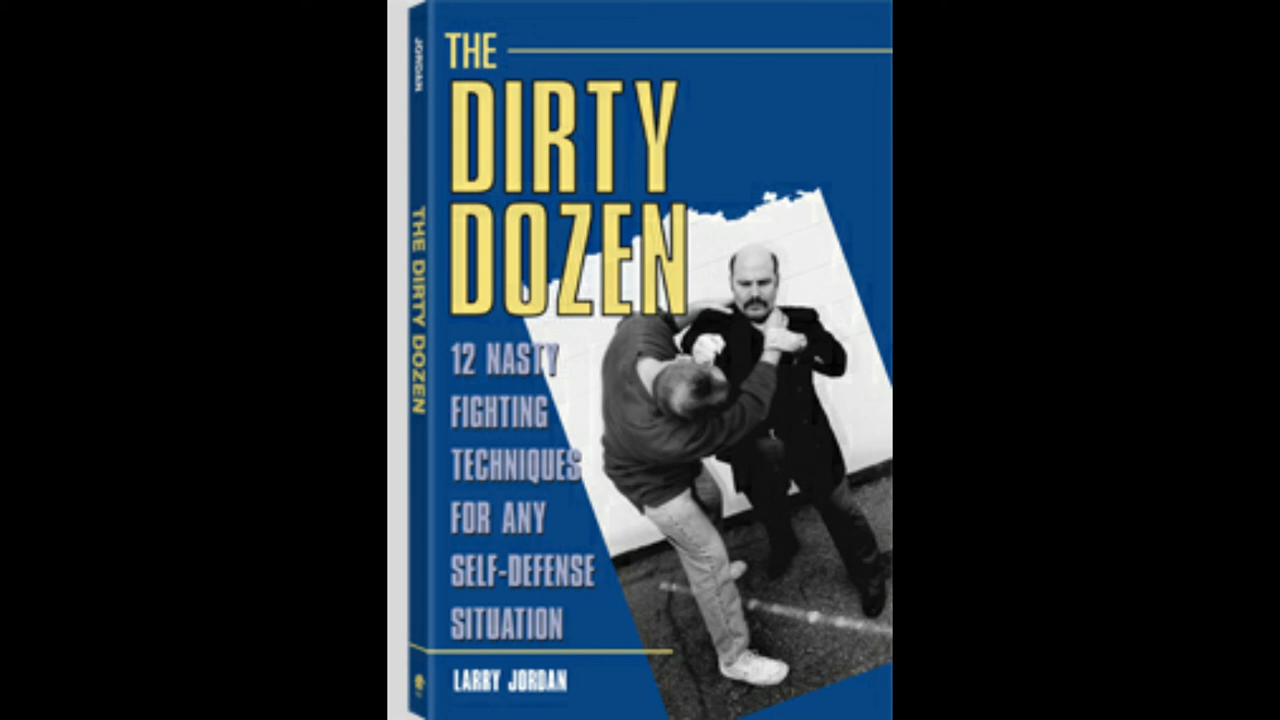 JORDAN
THE DIRTY DOZEN
THE
DIRTY
DOZEN
12 NASTY
FIGHTING
TECHNIQUES
FOR ANY
SELF-DEFENSE
SITUATION
LARRY JORDAN